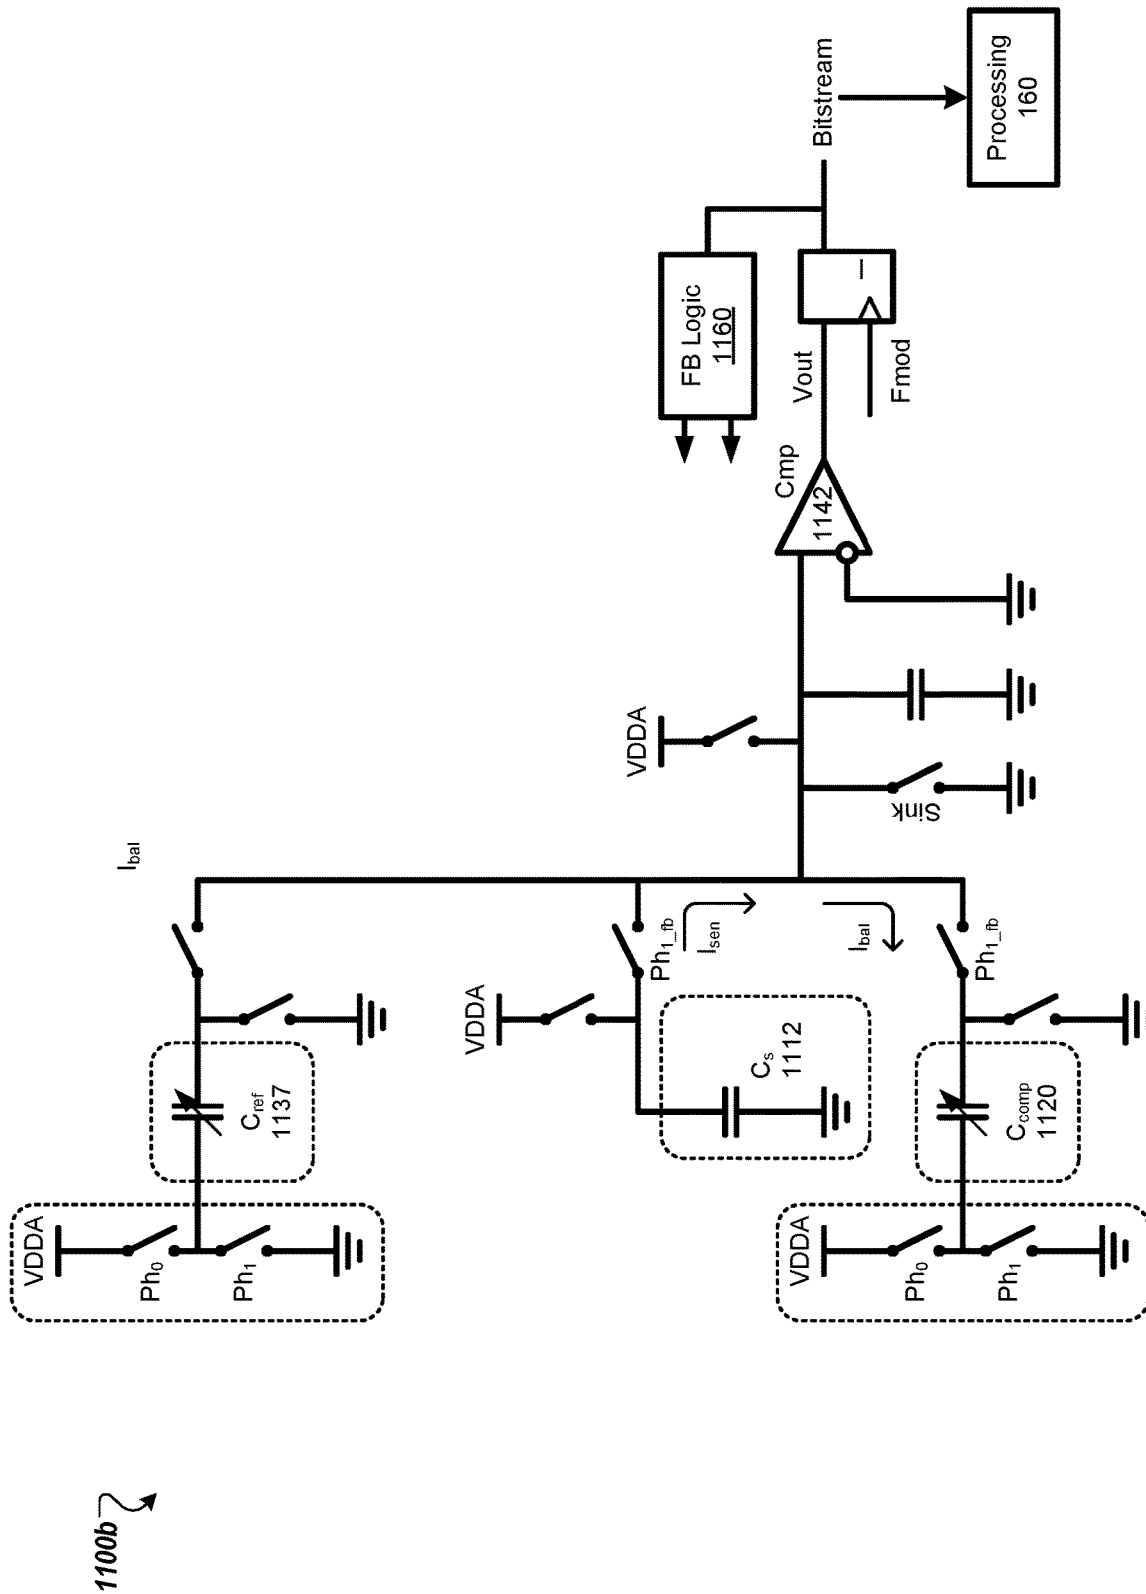 1100b
VDDA
Ph0
Ph1
Cref
1137
Ibal
VDDA
Cs
1112
Ph1_fb
Isen
Ibal
VDDA
Ph0
Ph1
Ccomp
1120
Ph1_fb
VDDA
Sink
Cmp
1142
Vout
Fmod
FB Logic
1160
Bitstream
Processing
160